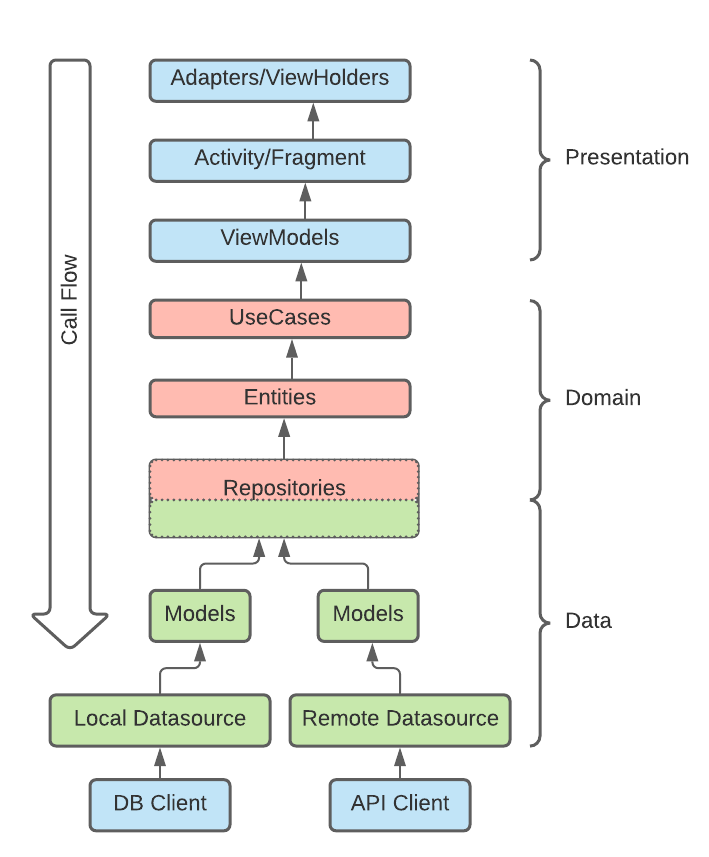 Adapters/ViewHolders
Activity/Fragment
Presentation
ViewModels
Call Flow
UseCases
Entities
Domain
Repositories
Models
Models
Data
Local Datasource
Remote Datasource
DB Client
API Client